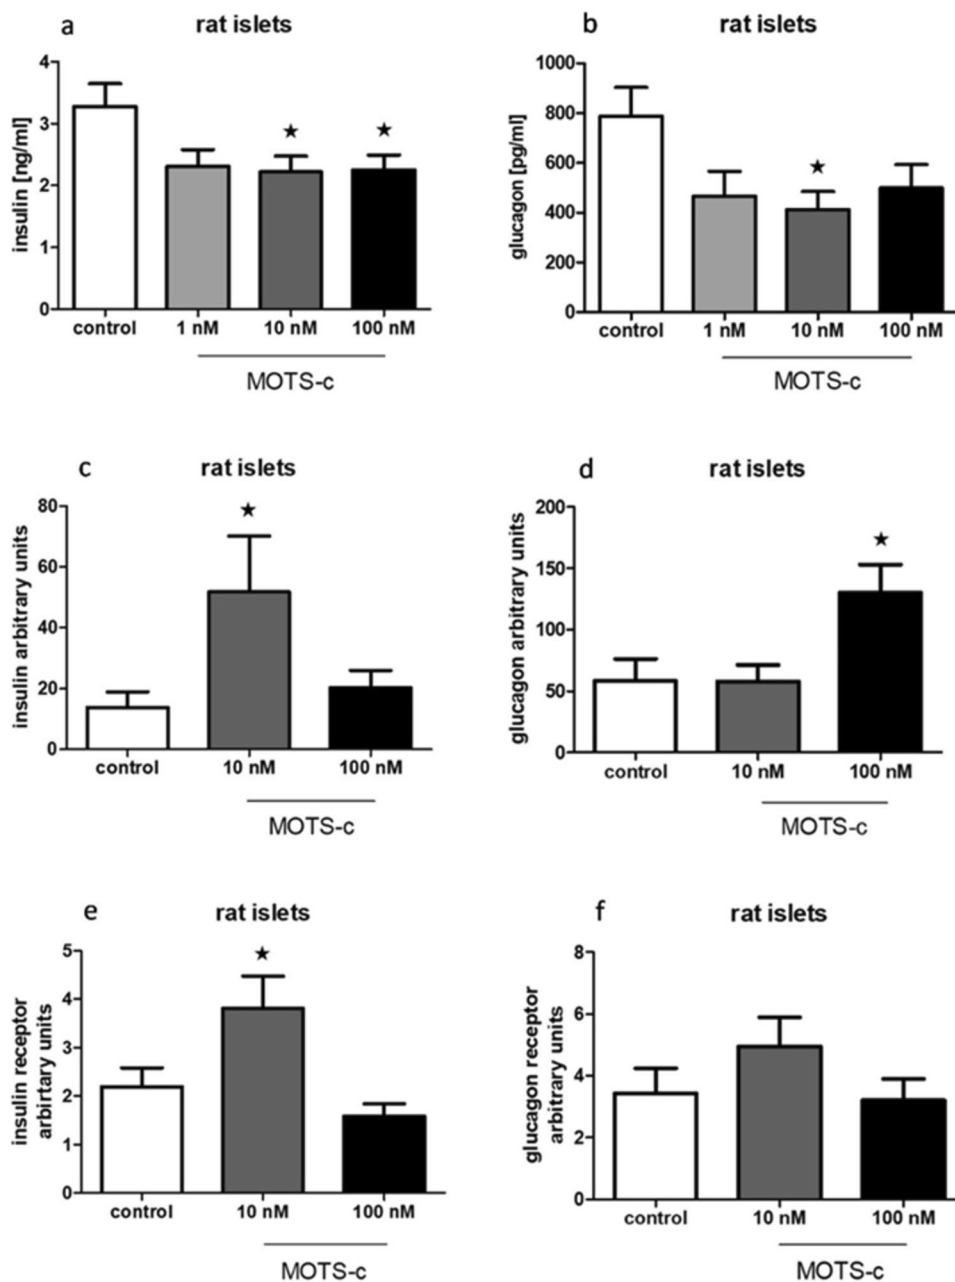 a
rat islets
insulin [ng/ml]
4
3
2
1
0
★
★
control
1 nM
10 nM
100 nM
MOTS-c
b
rat islets
glucagon [pg/ml]
1000
800
600
400
200
0
★
control
1 nM
10 nM
100 nM
MOTS-c
c
rat islets
insulin arbitrary units
80
60
40
20
0
★
control
10 nM
100 nM
MOTS-c
d
rat islets
glucagon arbitrary units
200
150
100
50
0
★
control
10 nM
100 nM
MOTS-c
e
rat islets
insulin receptor
arbirtary units
5
4
3
2
1
0
★
control
10 nM
100 nM
MOTS-c
f
rat islets
glucagon receptor
arbitrary units
8
6
4
2
0
control
10 nM
100 nM
MOTS-c